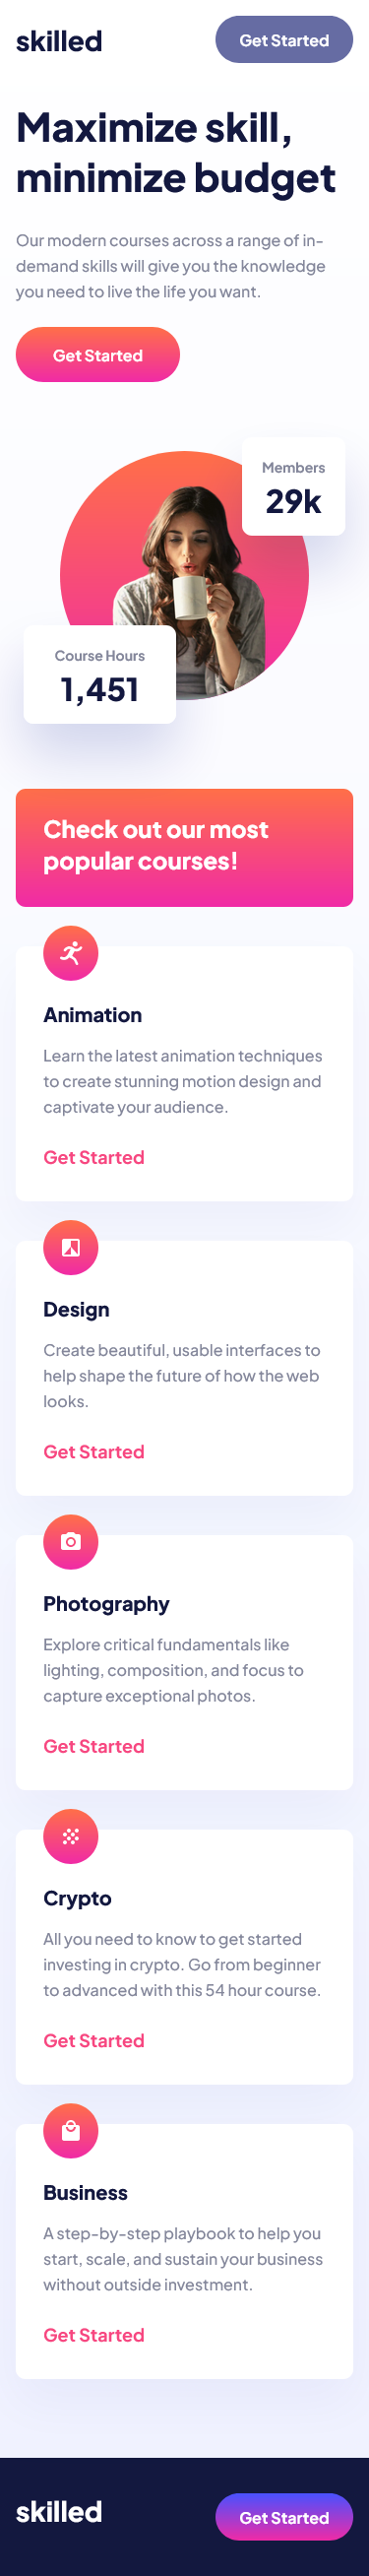 skilled
Get Started
Maximize skill,
minimize budget
Our modern courses across a range of in-
demand skills will give you the knowledge
you need to live the life you want.
Get Started
Members
29k
Course Hours
1,451
Check out our most
popular courses!
Animation
Learn the latest animation techniques
to create stunning motion design and
captivate your audience.
Get Started
Design
Create beautiful, usable interfaces to
help shape the future of how the web
looks.
Get Started
Photography
Explore critical fundamentals like
lighting, composition, and focus to
capture exceptional photos.
Get Started
Crypto
All you need to know to get started
investing in crypto. Go from beginner
to advanced with this 54 hour course.
Get Started
Business
A step-by-step playbook to help you
start, scale, and sustain your business
without outside investment.
Get Started
skilled
Get Started